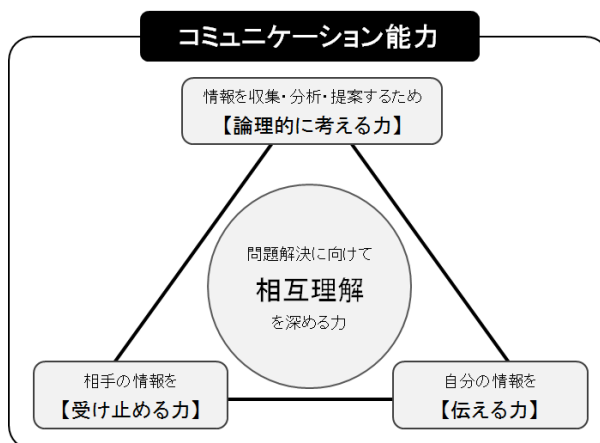 コミュニケーション能力
情報を収集・分析・提案するため
【論理的に考える力】
問題解決に向けて
相互理解
を深める力
相手の情報を
【受け止める力】
自分の情報を
【伝える力】